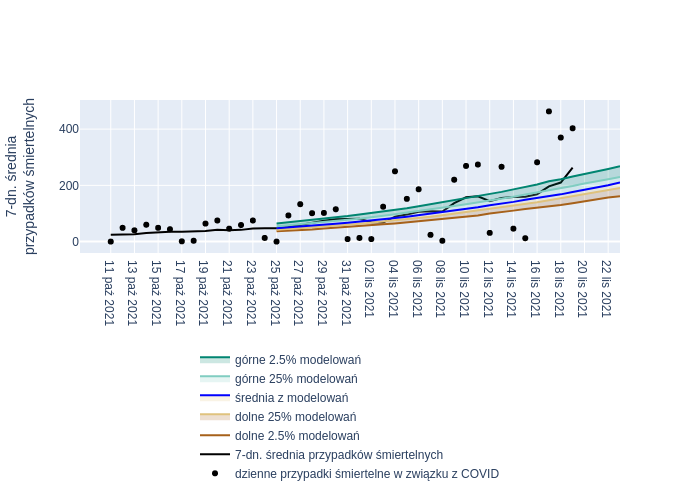 7-dn. średnia
przypadków śmiertelnych
400
200
0
11 paź 2021
13 paź 2021
15 paź 2021
17 paź 2021
19 paź 2021
21 paź 2021
23 paź 2021
25 paź 2021
27 paź 2021
29 paź 2021
31 paź 2021
02 lis 2021
04 lis 2021
06 lis 2021
08 lis 2021
10 lis 2021
12 lis 2021
14 lis 2021
16 lis 2021
18 lis 2021
20 lis 2021
22 lis 2021
górne 2.5% modelowań
górne 25% modelowań
średnia z modelowań
dolne 25% modelowań
dolne 2.5% modelowań
7-dn. średnia przypadków śmiertelnych
dzienne przypadki śmiertelne w związku z COVID